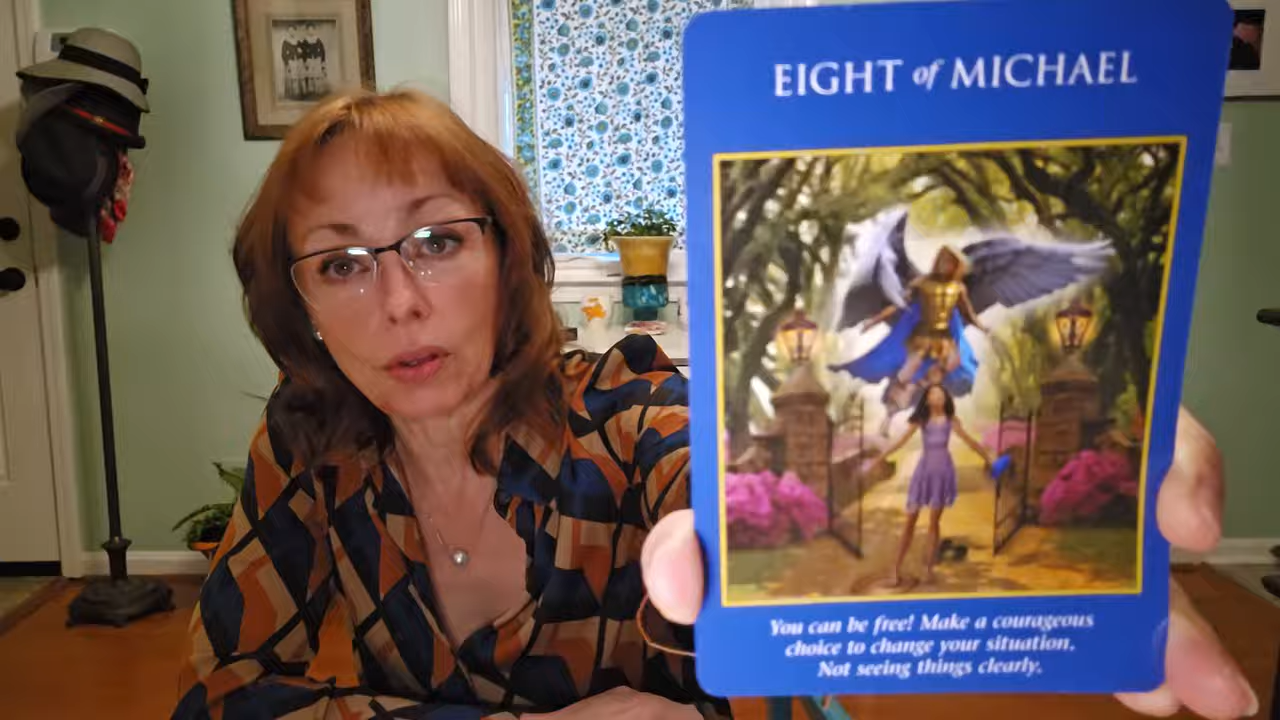 EIGHT of MICHAEL
You can be free! Make a courageous
choice to change your situation.
Not seeing things clearly.